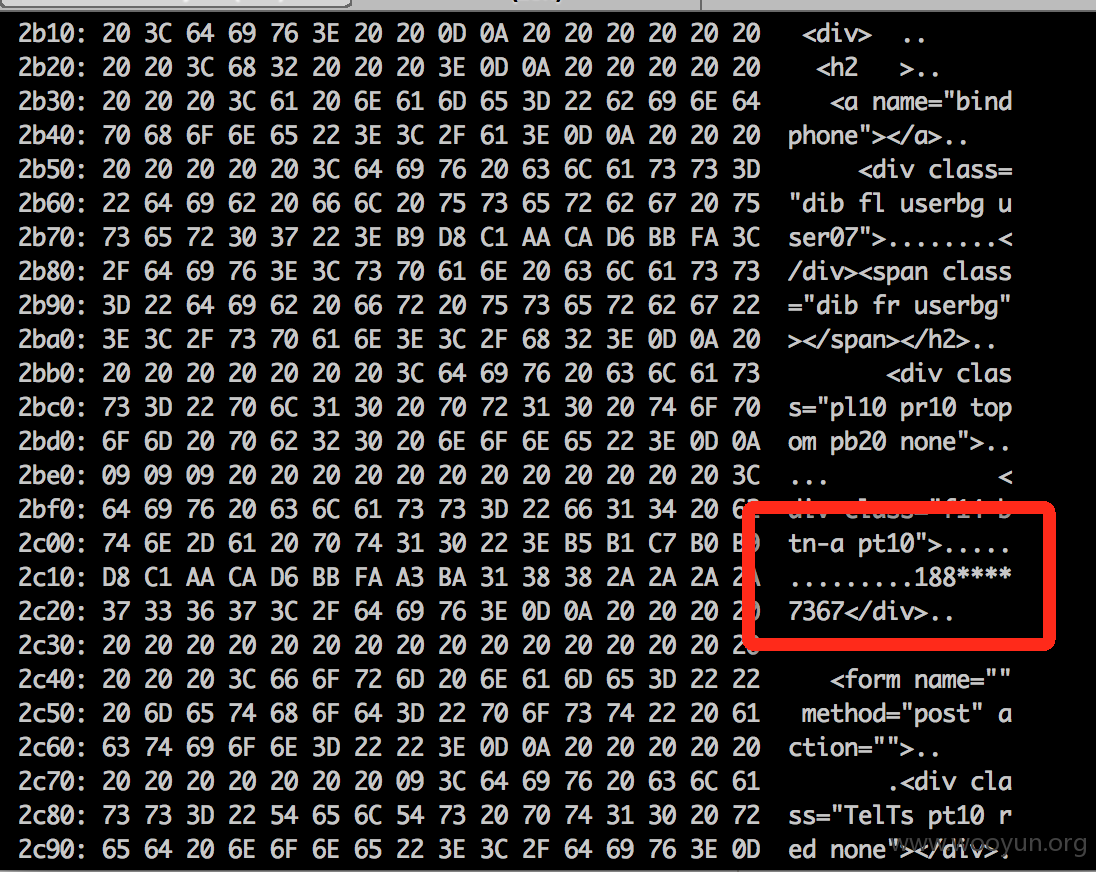 2b10: 20 3C 64 69 76 3E 20 20 0D 0A 20 20 20 20 20 20 <div> ..
2b20: 20 20 3C 68 32 20 20 20 3E 0D 0A 20 20 20 20 20 <h2 >..
2b30: 20 20 20 3C 61 20 6E 61 6D 65 3D 22 62 69 6E 64 <a name="bind
2b40: 70 68 6F 6E 65 22 3E 3C 2F 61 3E 0D 0A 20 20 20 phone"></a>..
2b50: 20 20 20 20 20 3C 64 69 76 20 63 6C 61 73 73 3D <div class=
2b60: 22 64 69 62 20 66 6C 20 75 73 65 72 62 67 20 75 "dib fl userbg u
2b70: 73 65 72 30 37 22 3E B9 D8 C1 AA CA D6 BB FA 3C ser07">........<
2b80: 2F 64 69 76 3E 3C 73 70 61 6E 20 63 6C 61 73 73 /div><span class
2b90: 3D 22 64 69 62 20 66 72 20 75 73 65 72 62 67 22 ="dib fr userbg"
2ba0: 3E 3C 2F 73 70 61 6E 3E 3C 2F 68 32 3E 0D 0A 20 ></span></h2>..
2bb0: 20 20 20 20 20 20 20 3C 64 69 76 20 63 6C 61 73 <div clas
2bc0: 73 3D 22 70 6C 31 30 20 70 72 31 30 20 74 6F 70 s="pl10 pr10 top
2bd0: 6F 6D 20 70 62 32 30 20 6E 6F 6E 65 22 3E 0D 0A om pb20 none">..
2be0: 09 09 09 20 20 20 20 20 20 20 20 20 20 20 20 3C ... <
2bf0: 64 69 76 20 63 6C 61 73 73 3D 22 66 31 34 20 62 div class="f14 b
2c00: 74 6E 2D 61 20 70 74 31 30 22 3E B5 B1 C7 B0 B9 tn-a pt10">.....
2c10: D8 C1 AA CA D6 BB FA A3 BA 31 38 38 2A 2A 2A 2A .........188****
2c20: 37 33 36 37 3C 2F 64 69 76 3E 0D 0A 20 20 20 20 7367</div>..
2c30: 20 20 20 20 20 20 20 20 20 20 20 20 20 20 20 20
2c40: 20 20 20 3C 66 6F 72 6D 20 6E 61 6D 65 3D 22 22 <form name=""
2c50: 20 6D 65 74 68 6F 64 3D 22 70 6F 73 74 22 20 61 method="post" a
2c60: 63 74 69 6F 6E 3D 22 22 3E 0D 0A 20 20 20 20 20 ction="">..
2c70: 20 20 20 20 20 20 20 09 3C 64 69 76 20 63 6C 61 .<div cla
2c80: 73 73 3D 22 54 65 6C 54 73 20 70 74 31 30 20 72 ss="TelTs pt10 r
2c90: 65 64 20 6E 6F 6E 65 22 3E 3C 2F 64 69 76 3E 0D ed none"></div>.
www.wooyun.org